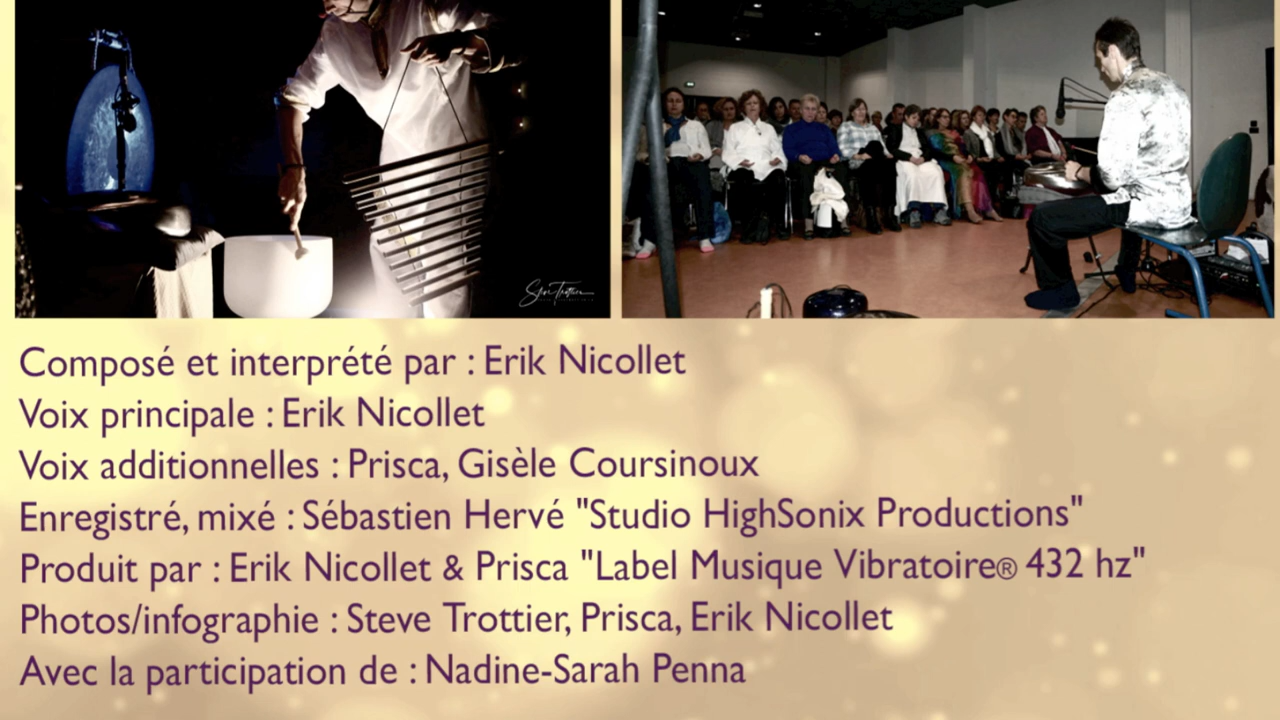 Steve Trottier
Composé et interprété par : Erik Nicollet
Voix principale : Erik Nicollet
Voix additionnelles : Prisca, Gisèle Coursinoux
Enregistré, mixé : Sébastien Hervé "Studio HighSonix Productions"
Produit par : Erik Nicollet & Prisca "Label Musique Vibratoire® 432 hz"
Photos/infographie : Steve Trottier, Prisca, Erik Nicollet
Avec la participation de : Nadine-Sarah Penna